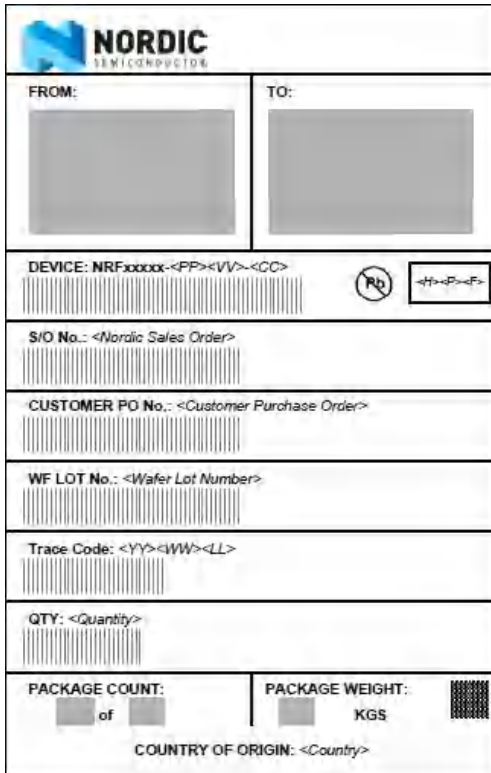 NORDIC
SEMICONDUCTOR
FROM:
TO:
DEVICE: NRFxxxxx-<PP><VV>-<CC>
Pb
<H><P><F>
S/O No.: <Nordic Sales Order>
CUSTOMER PO No.: <Customer Purchase Order>
WF LOT No.: <Wafer Lot Number>
Trace Code: <YY><WW><LL>
QTY: <Quantity>
PACKAGE COUNT:
of
PACKAGE WEIGHT:
KGS
COUNTRY OF ORIGIN: <Country>